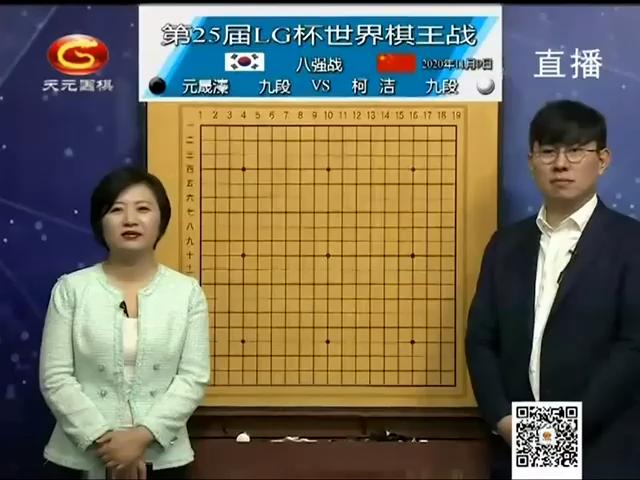 第25届LG杯世界棋王战
八强战
2020年11月9日
元晟溱 九段 VS 柯 洁 九段
直播
天元围棋
1 2 3 4 5 6 7 8 9 10 11 12 13 14 15 16 17 18 19
一
二
三
四
五
六
七
八
九
十